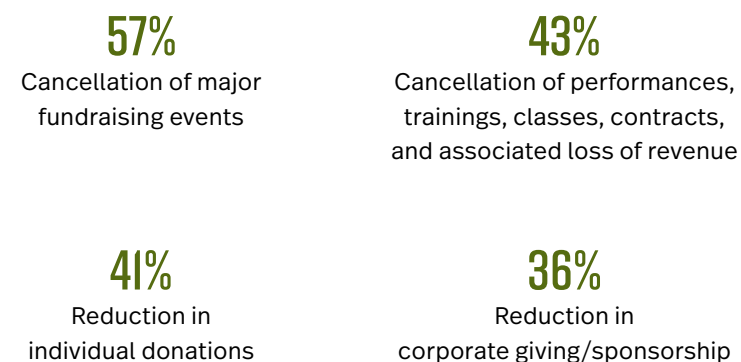 57%
Cancellation of major
fundraising events
43%
Cancellation of performances,
trainings, classes, contracts,
and associated loss of revenue
41%
Reduction in
individual donations
36%
Reduction in
corporate giving/sponsorship